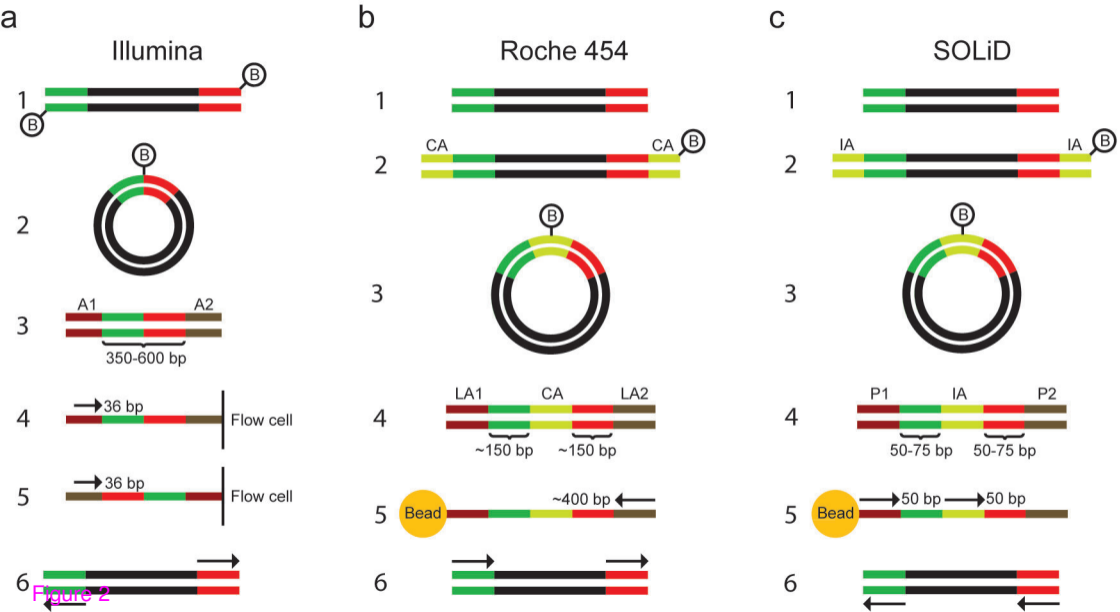 a
Illumina
1
B
B
2
B
3
A1
A2
350-600 bp
4
36 bp
Flow cell
5
36 bp
Flow cell
6
Figure 2
b
Roche 454
1
2
CA
CA
B
3
B
4
LA1
CA
LA2
~150 bp
~150 bp
5
Bead
~400 bp
6
c
SOLiD
1
2
IA
IA
B
3
B
4
P1
IA
P2
50-75 bp
50-75 bp
5
Bead
50 bp
50 bp
6